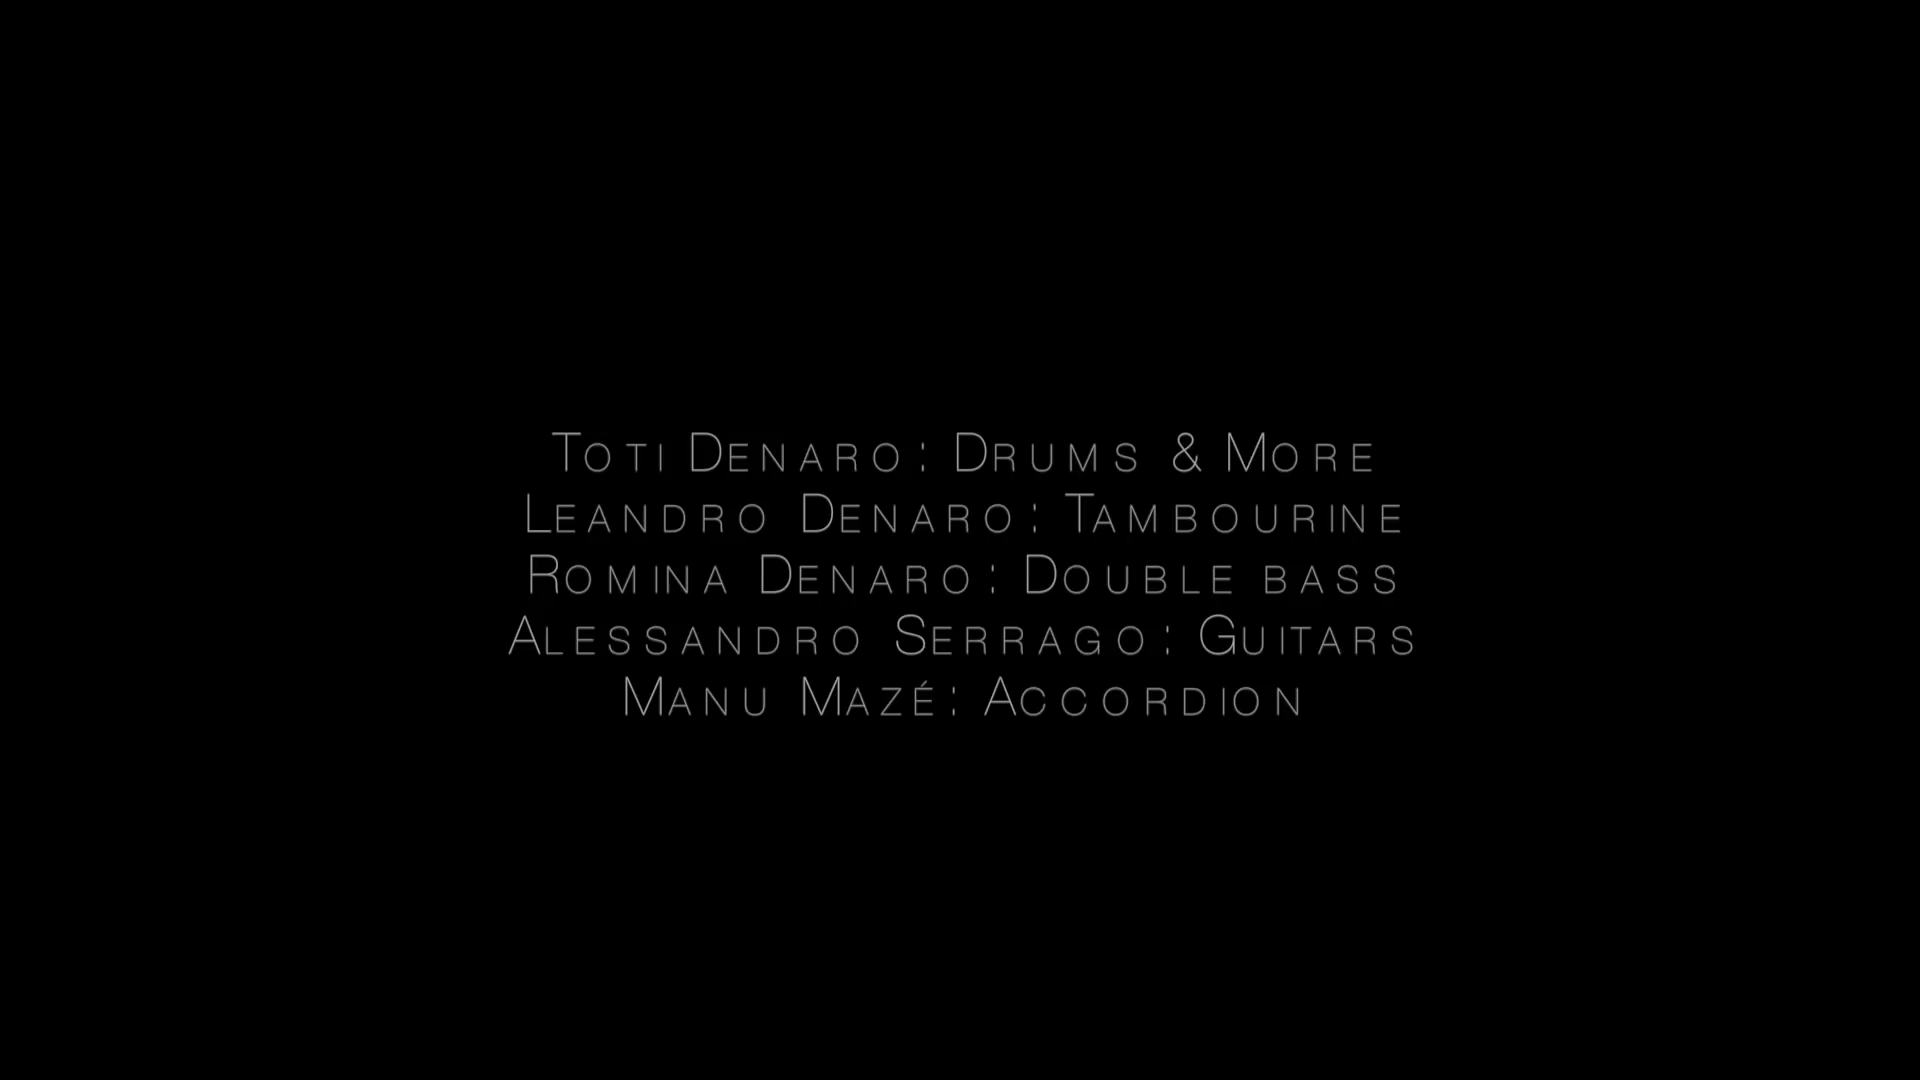 Toti Denaro: Drums & More
Leandro Denaro: Tambourine
Romina Denaro: Double bass
Alessandro Serrago: Guitars
Manu Mazé: Accordion